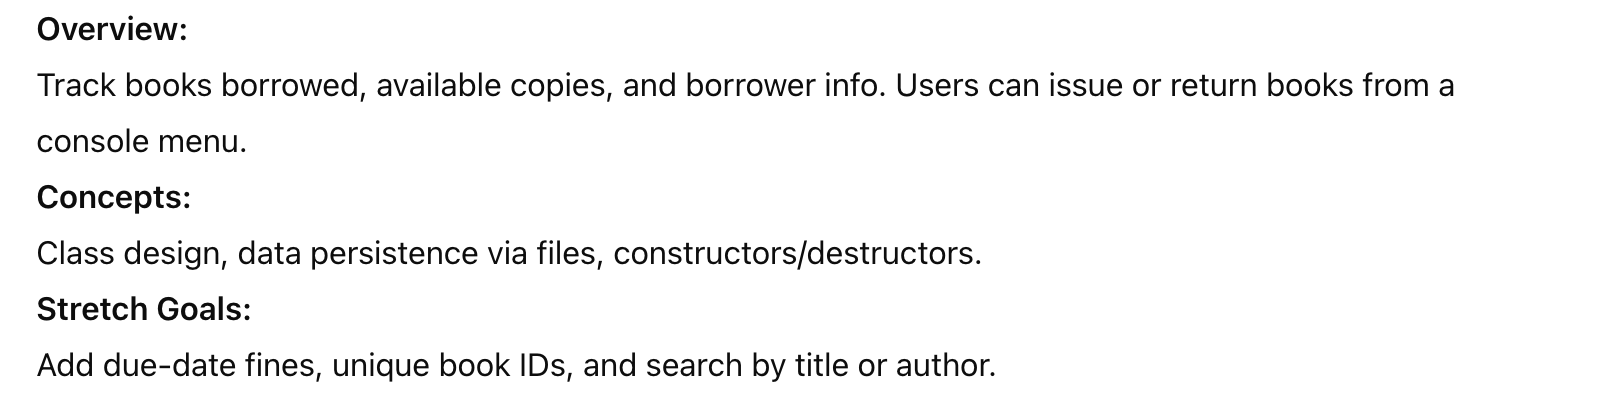 Overview:
Track books borrowed, available copies, and borrower info. Users can issue or return books from a
console menu.
Concepts:
Class design, data persistence via files, constructors/destructors.
Stretch Goals:
Add due-date fines, unique book IDs, and search by title or author.